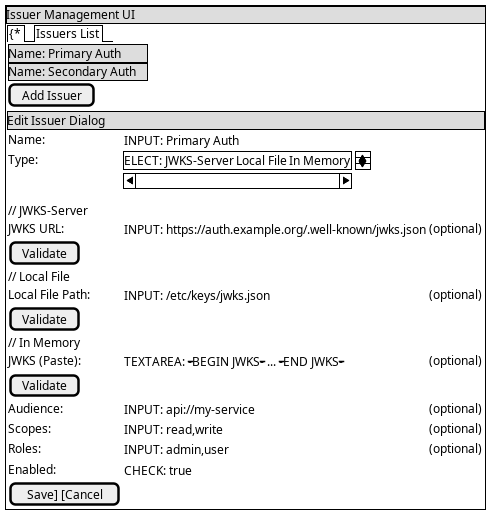 Issuer Management UI
{* Issuers List
Name: Primary Auth
Name: Secondary Auth
Add Issuer
Edit Issuer Dialog
Name: INPUT: Primary Auth
Type: ELECT: JWKS-Server Local File In Memory
// JWKS-Server
JWKS URL: INPUT: https://auth.example.org/.well-known/jwks.json (optional)
Validate
// Local File
Local File Path: INPUT: /etc/keys/jwks.json (optional)
Validate
// In Memory
JWKS (Paste): TEXTAREA: -BEGIN JWKS- ... -END JWKS- (optional)
Validate
Audience: INPUT: api://my-service (optional)
Scopes: INPUT: read,write (optional)
Roles: INPUT: admin,user (optional)
Enabled: CHECK: true
Save] [Cancel